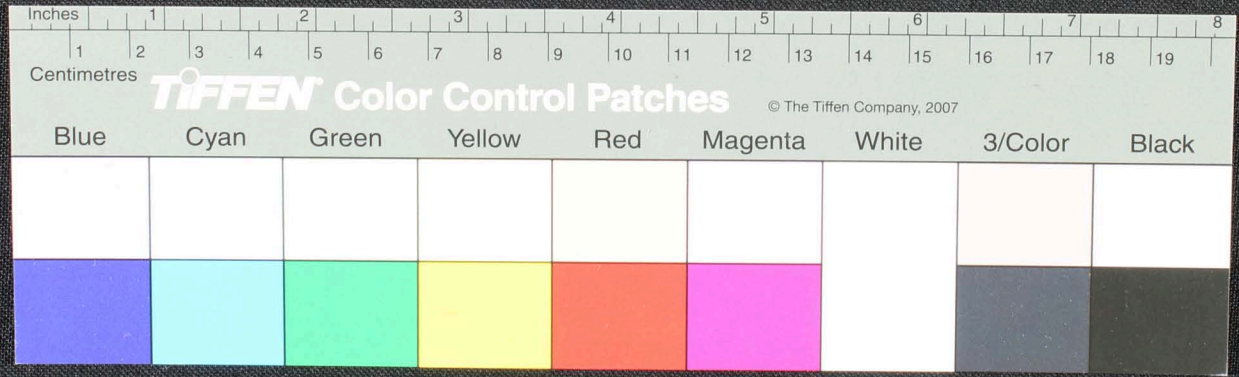 Inches 1 2 3 4 5 6 7 8
1 2 3 4 5 6 7 8 9 10 11 12 13 14 15 16 17 18 19
Centimetres
TIFFEN® Color Control Patches © The Tiffen Company, 2007
Blue Cyan Green Yellow Red Magenta White 3/Color Black